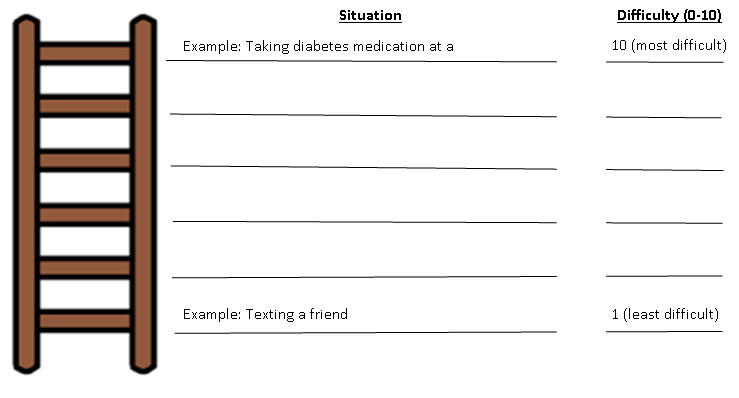 Situation Difficulty (0-10)
Example: Taking diabetes medication at a 10 (most difficult)
Example: Texting a friend 1 (least difficult)